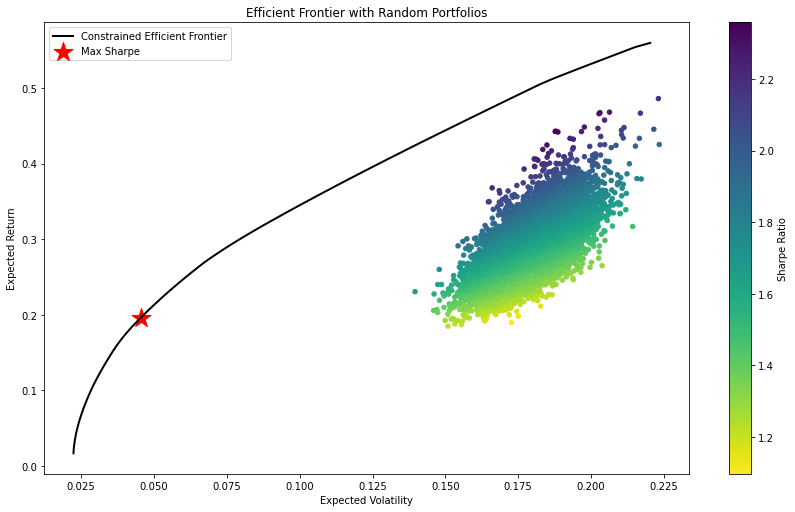 Efficient Frontier with Random Portfolios
Constrained Efficient Frontier
Max Sharpe
Expected Return
0.5
0.4
0.3
0.2
0.1
0.0
0.025 0.050 0.075 0.100 0.125 0.150 0.175 0.200 0.225
Expected Volatility
2.2
2.0
1.8
1.6
1.4
1.2
Sharpe Ratio